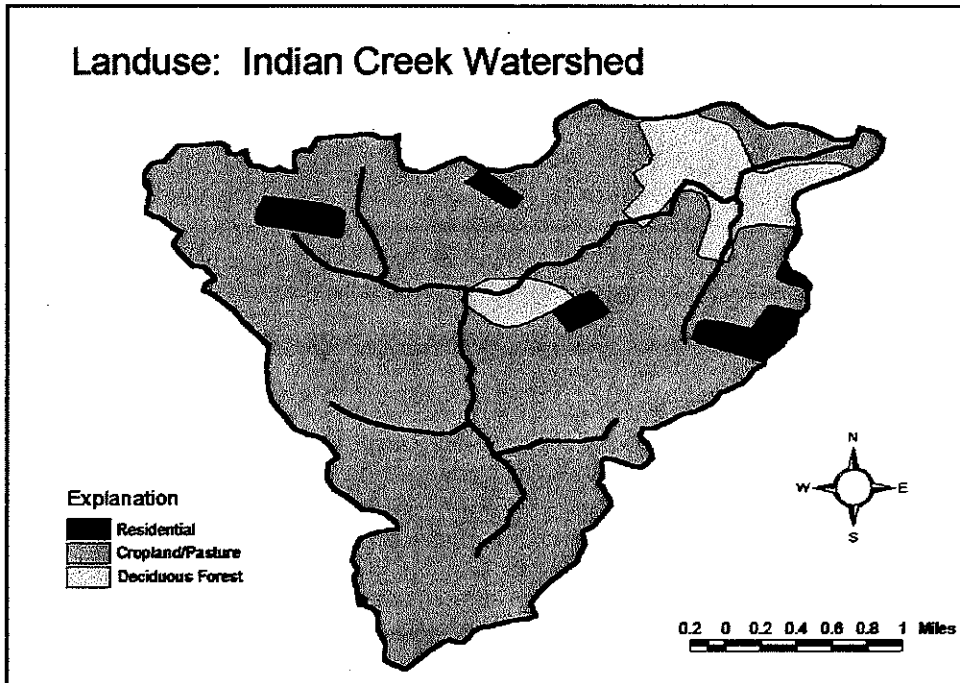 Landuse: Indian Creek Watershed
N
W E
S
Explanation
Residential
Cropland/Pasture
Deciduous Forest
0.2 0 0.2 0.4 0.6 0.8 1 Miles